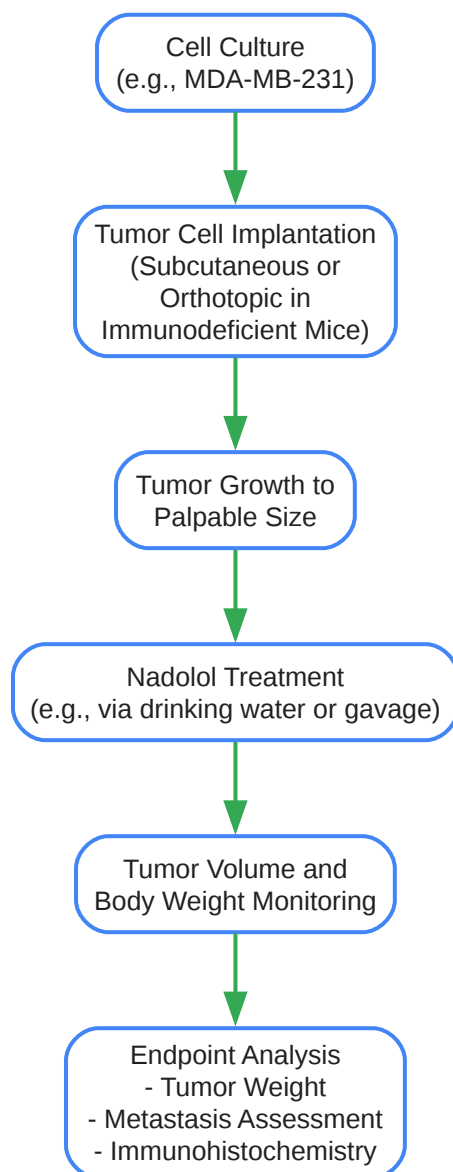 Cell Culture
(e.g., MDA-MB-231)
Tumor Cell Implantation
(Subcutaneous or
Orthotopic in
Immunodeficient Mice)
Tumor Growth to
Palpable Size
Nadolol Treatment
(e.g., via drinking water or gavage)
Tumor Volume and
Body Weight Monitoring
Endpoint Analysis
- Tumor Weight
- Metastasis Assessment
- Immunohistochemistry